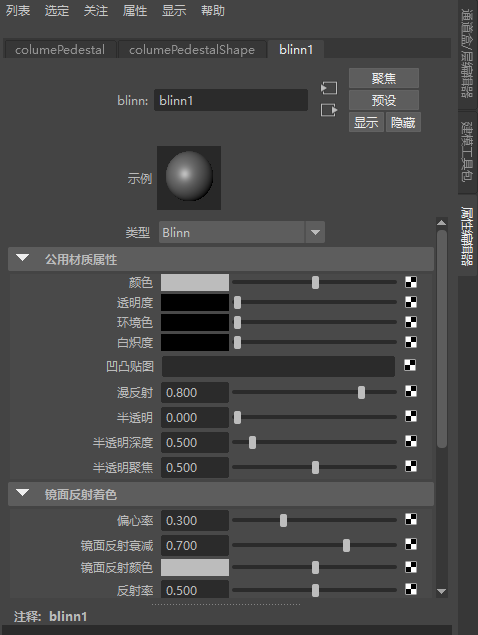 列表 选定 关注 属性 显示 帮助
columePedestal columePedestalShape blinn1
blinn: blinn1
聚焦
预设
显示 隐藏
示例
类型 Blinn
公用材质属性
颜色
透明度
环境色
白炽度
凹凸贴图
漫反射 0.800
半透明 0.000
半透明深度 0.500
半透明聚焦 0.500
镜面反射着色
偏心率 0.300
镜面反射衰减 0.700
镜面反射颜色
反射率 0.500
注释: blinn1
通道盒/层编辑器
建模工具包
属性编辑器